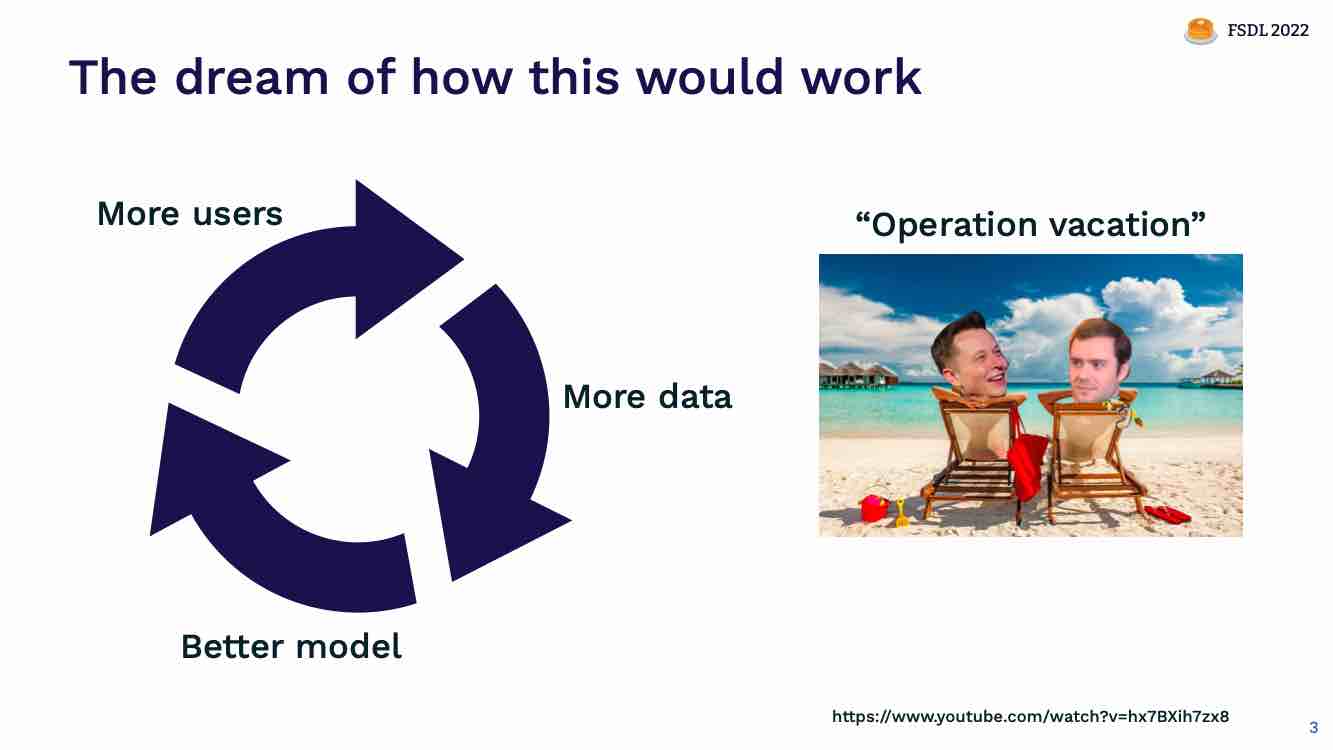 FSDL 2022
The dream of how this would work
More users
More data
Better model
“Operation vacation”
https://www.youtube.com/watch?v=hx7BXih7zx8
3